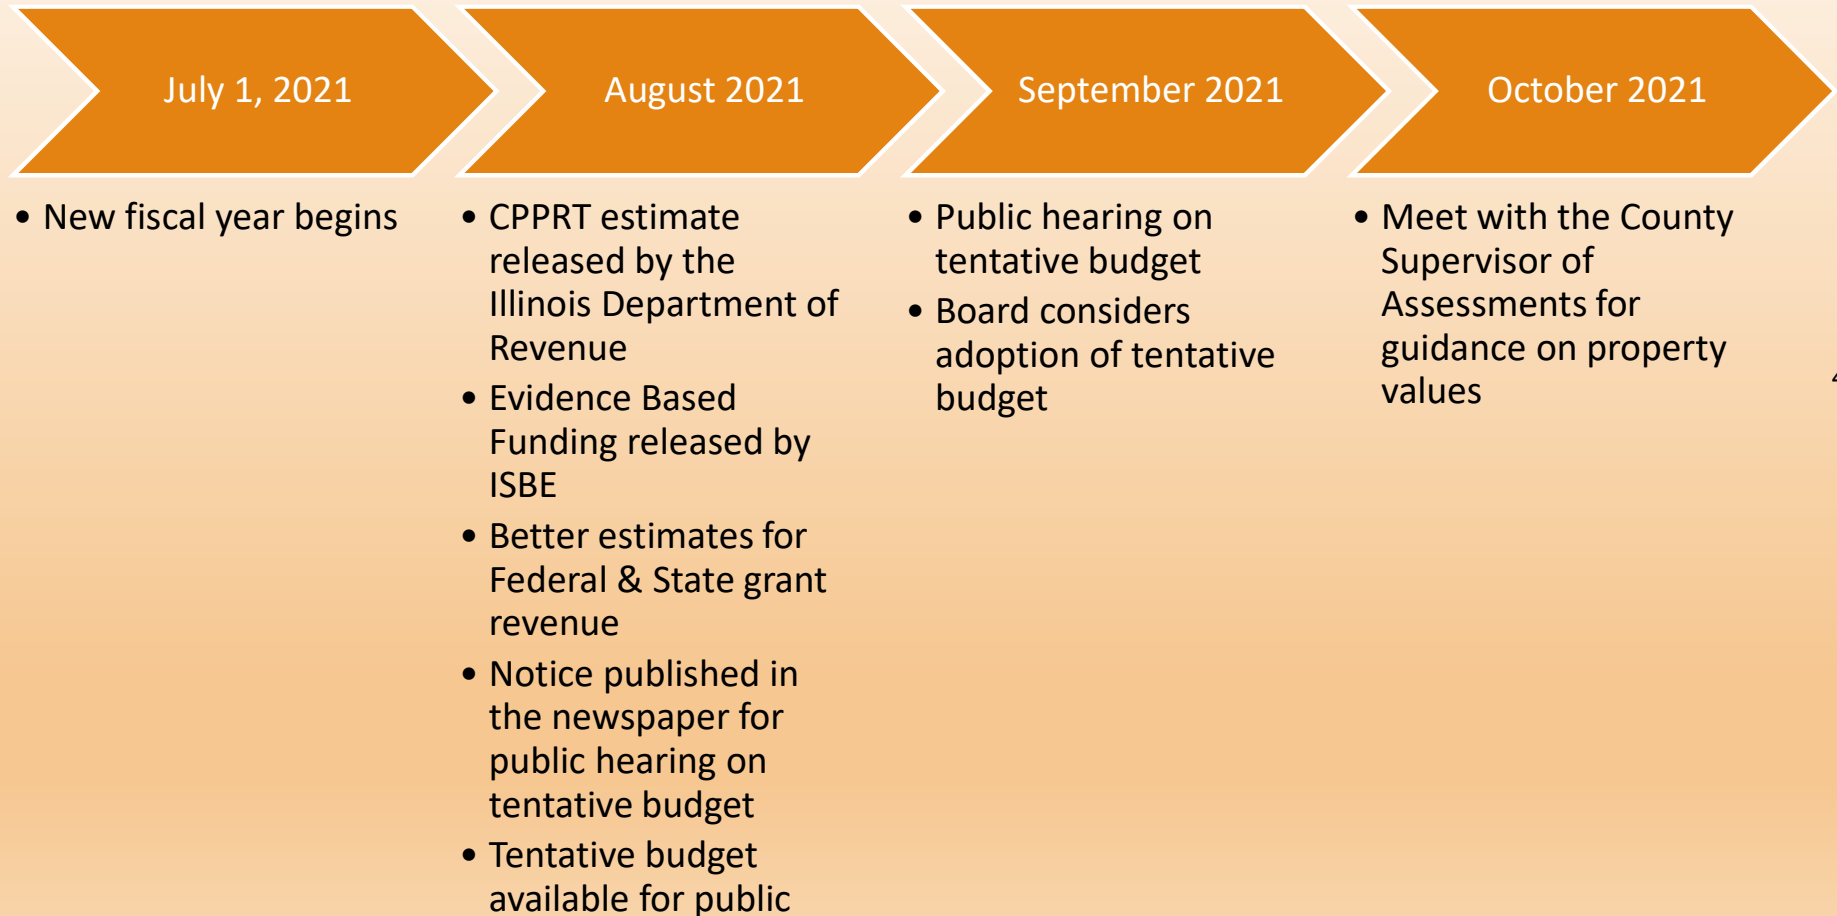 July 1, 2021
• New fiscal year begins
August 2021
• CPPRT estimate
released by the
Illinois Department of
Revenue
• Evidence Based
Funding released by
ISBE
• Better estimates for
Federal & State grant
revenue
• Notice published in
the newspaper for
public hearing on
tentative budget
• Tentative budget
available for public
September 2021
• Public hearing on
tentative budget
• Board considers
adoption of tentative
budget
October 2021
• Meet with the County
Supervisor of
Assessments for
guidance on property
values